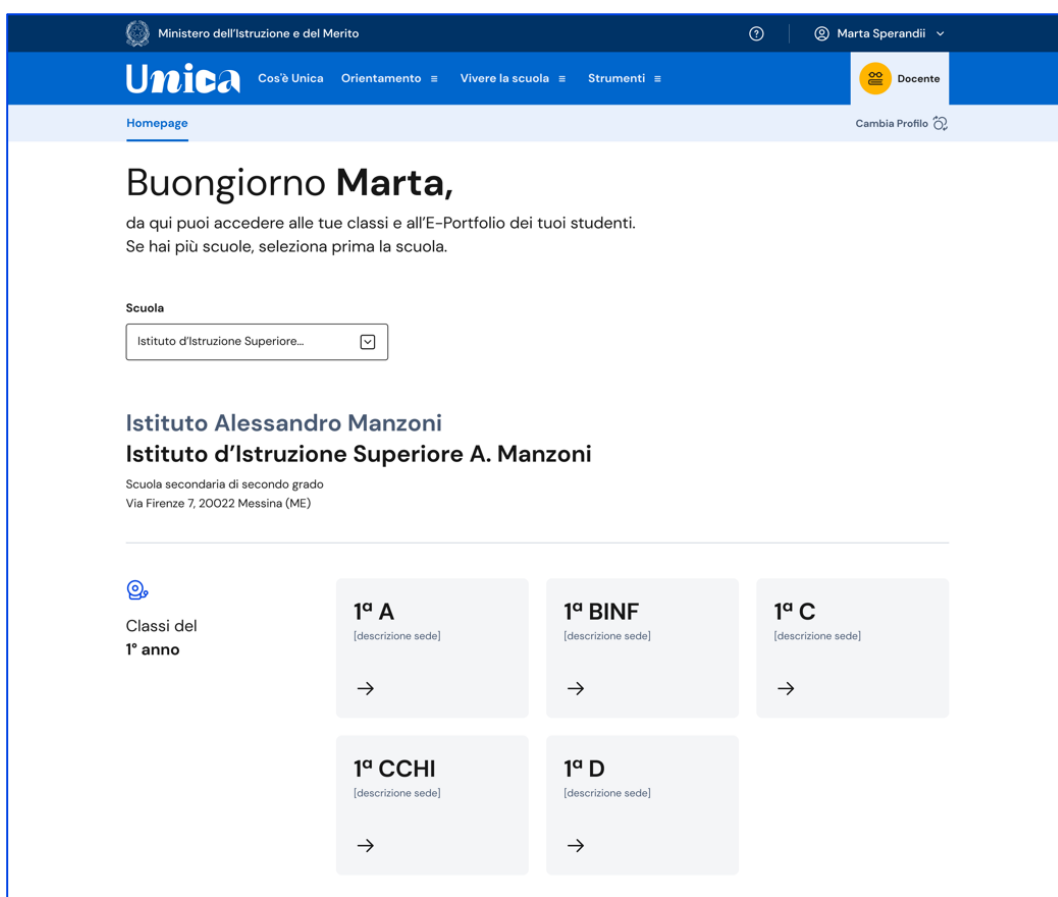 Ministero dell'Istruzione e del Merito
Marta Sperandii
Unica
Cos'è Unica
Orientamento
Vivere la scuola
Strumenti
Docente
Homepage
Cambia Profilo
Buongiorno Marta,
da qui puoi accedere alle tue classi e all'E-Portfolio dei tuoi studenti.
Se hai più scuole, seleziona prima la scuola.
Scuola
Istituto d'Istruzione Superiore...
Istituto Alessandro Manzoni
Istituto d'Istruzione Superiore A. Manzoni
Scuola secondaria di secondo grado
Via Firenze 7, 20022 Messina (ME)
Classi del
1° anno
1ª A
[descrizione sede]
1ª BINF
[descrizione sede]
1ª C
[descrizione sede]
1ª CCHI
[descrizione sede]
1ª D
[descrizione sede]